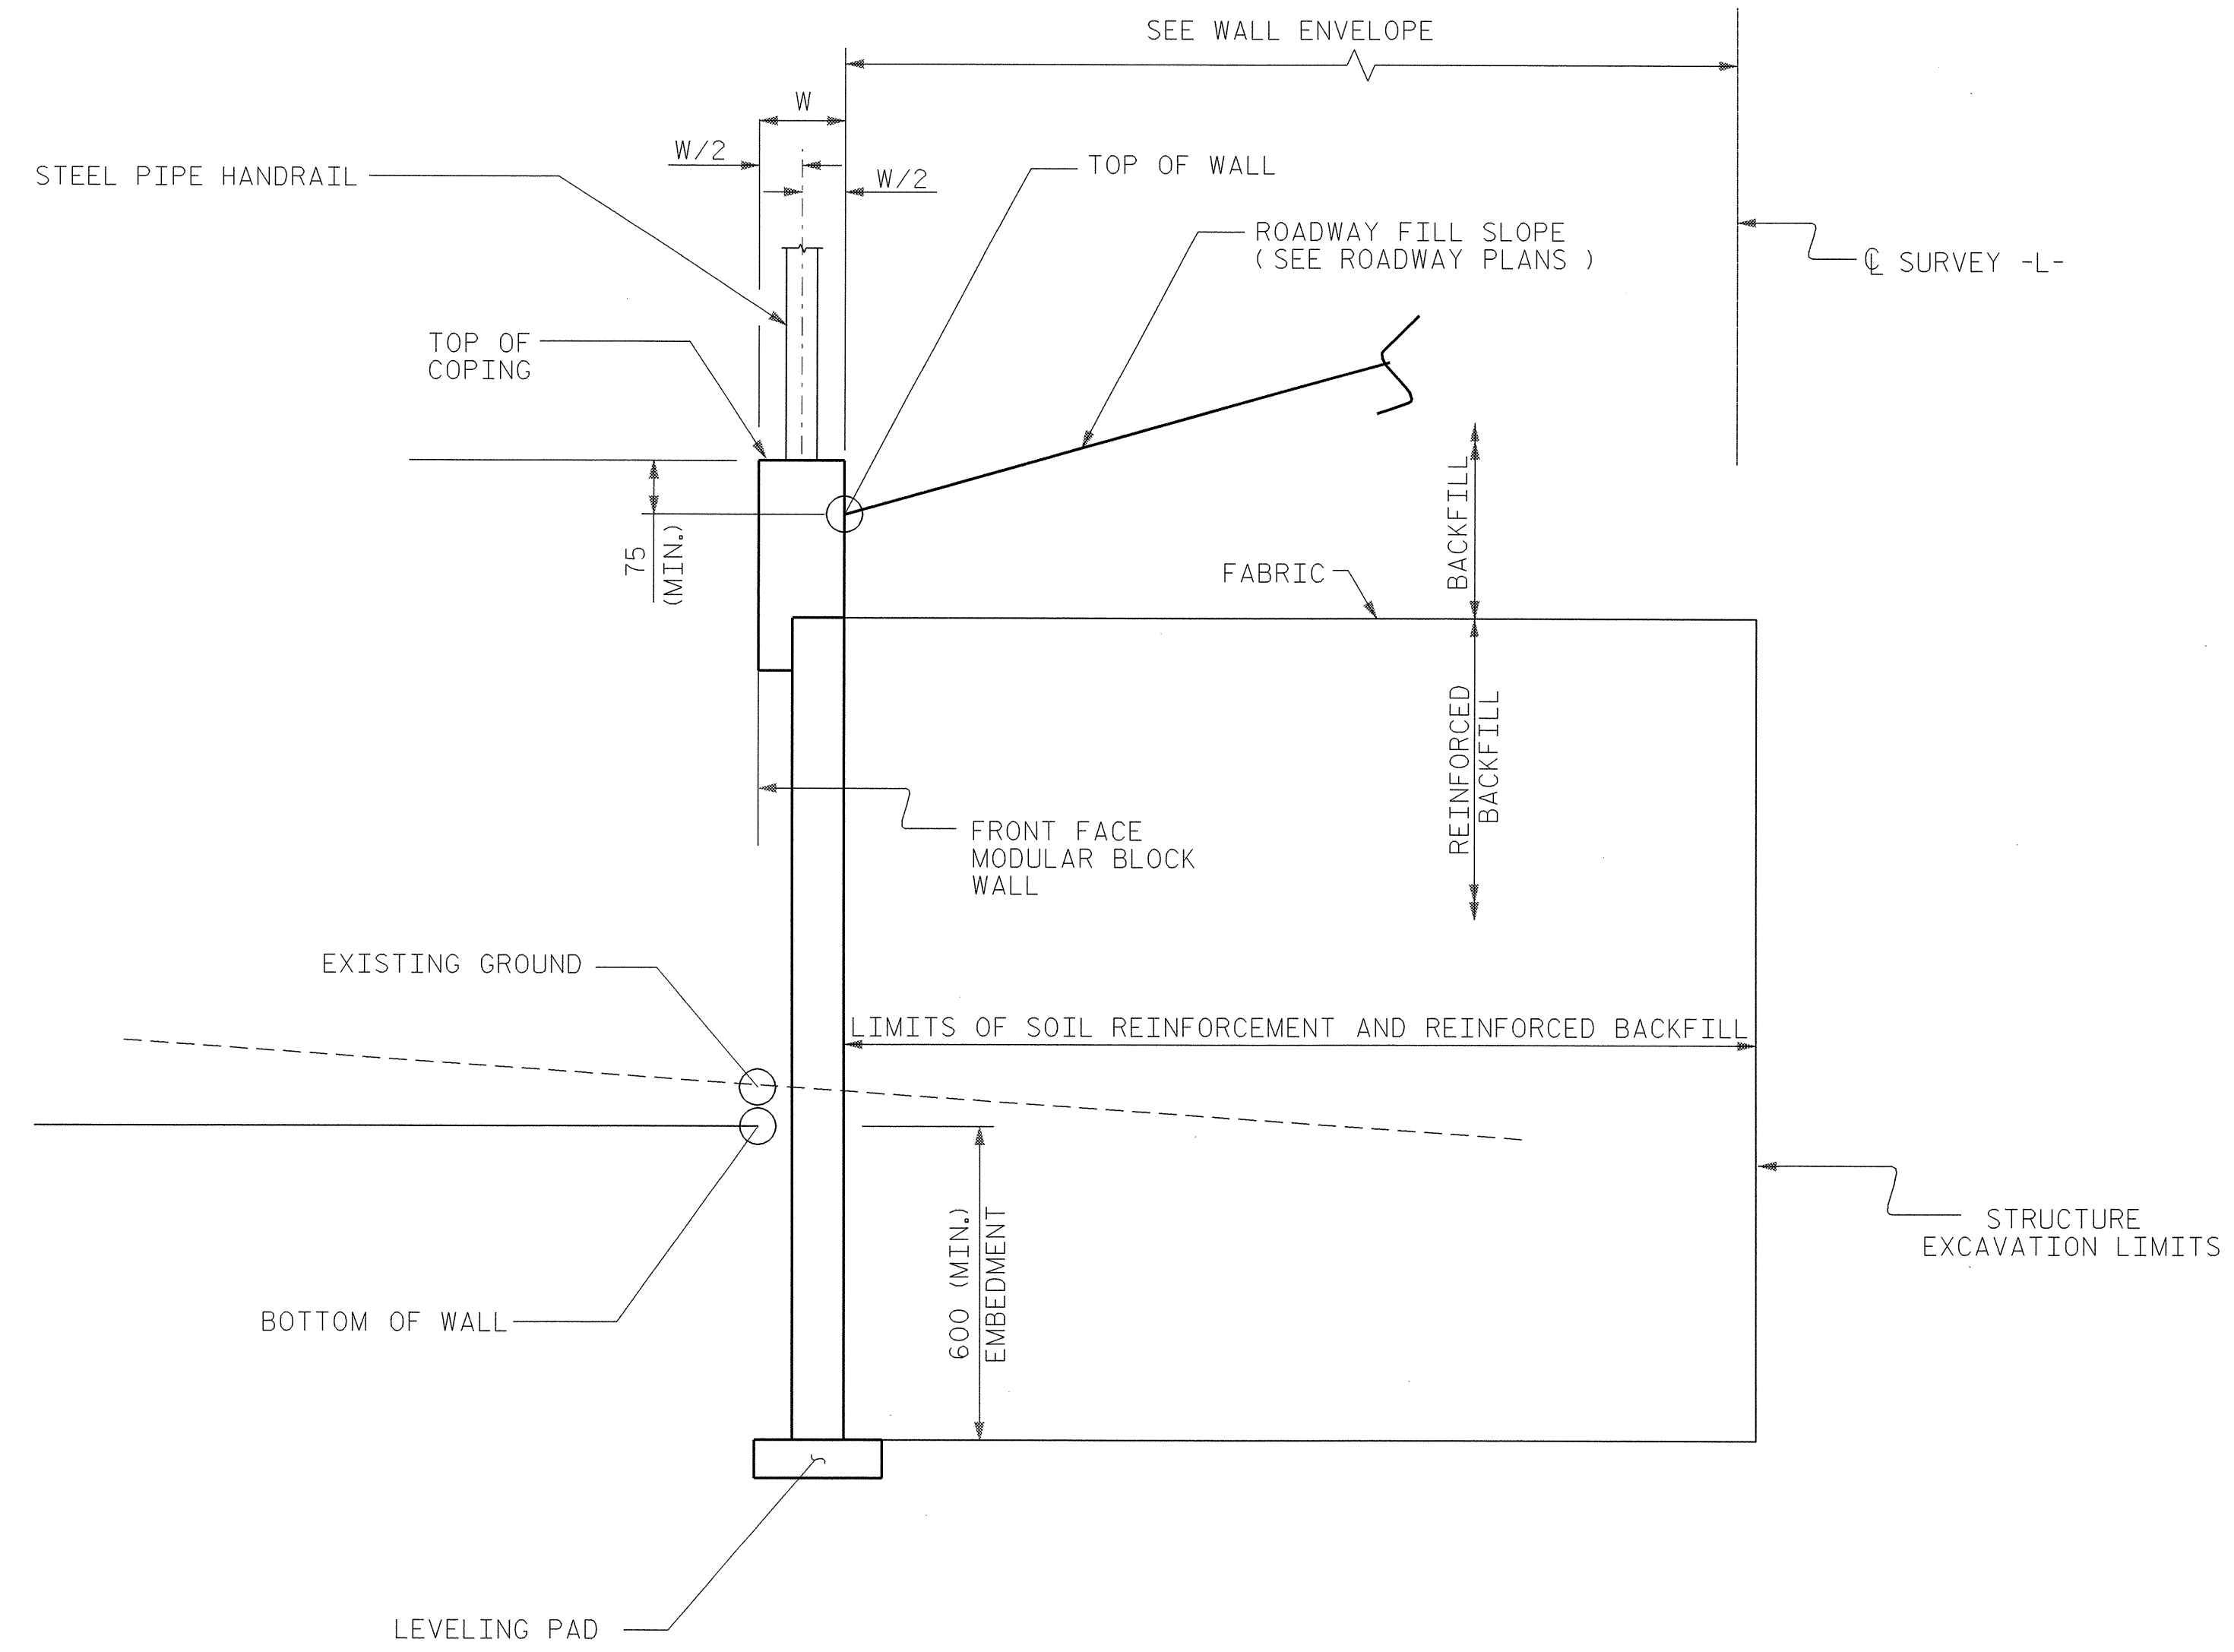 SEE WALL ENVELOPE
W
W/2
W/2
STEEL PIPE HANDRAIL
TOP OF WALL
ROADWAY FILL SLOPE
( SEE ROADWAY PLANS )
℄ SURVEY -L-
TOP OF
COPING
75
(MIN.)
BACKFILL
FABRIC
REINFORCED
BACKFILL
FRONT FACE
MODULAR BLOCK
WALL
EXISTING GROUND
LIMITS OF SOIL REINFORCEMENT AND REINFORCED BACKFILL
600 (MIN.)
EMBEDMENT
STRUCTURE
EXCAVATION LIMITS
BOTTOM OF WALL
LEVELING PAD